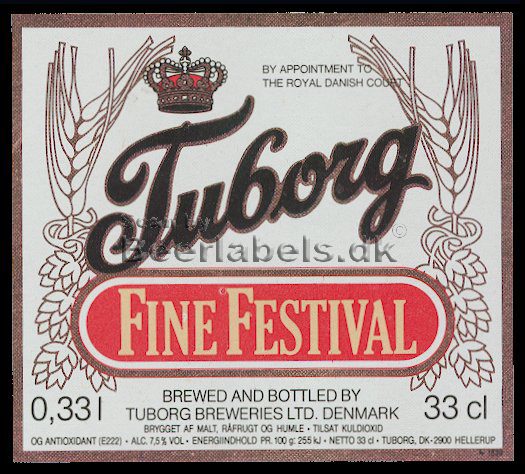 BY APPOINTMENT TO
THE ROYAL DANISH COURT
Tuborg
Beerlabels.dk
©
FINE FESTIVAL
0,33 l
33 cl
BREWED AND BOTTLED BY
TUBORG BREWERIES LTD. DENMARK
BRYGGET AF MALT, RÅFRUGT OG HUMLE • TILSAT KULDIOXID
OG ANTIOXIDANT (E222) • ALC. 7,5% VOL • ENERGIINDHOLD PR. 100 g: 255 kJ • NETTO 33 cl • TUBORG, DK-2900 HELLERUP